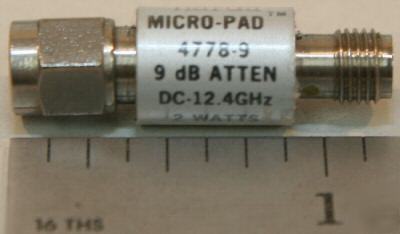 MICRO-PAD™
4778-9
9 dB ATTEN
DC-12.4GHz
2 WATTS
1
16 THS